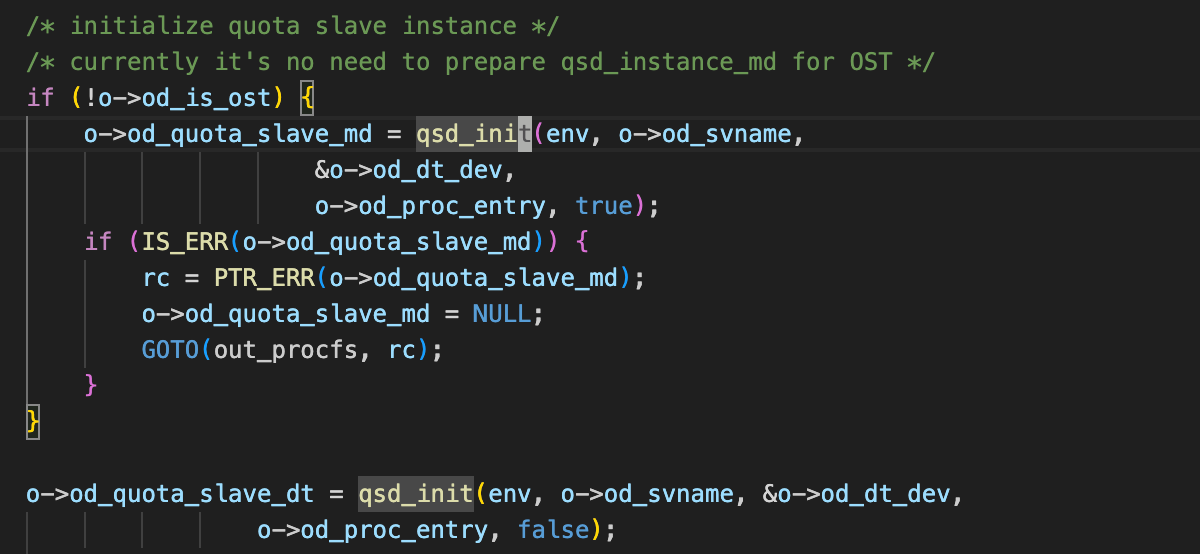 /* initialize quota slave instance */
/* currently it's no need to prepare qsd_instance_md for OST */
if (!o->od_is_ost) {
    o->od_quota_slave_md = qsd_init(env, o->od_svname,
                    &o->od_dt_dev,
                    o->od_proc_entry, true);
    if (IS_ERR(o->od_quota_slave_md)) {
        rc = PTR_ERR(o->od_quota_slave_md);
        o->od_quota_slave_md = NULL;
        GOTO(out_procfs, rc);
    }
}

o->od_quota_slave_dt = qsd_init(env, o->od_svname, &o->od_dt_dev,
                o->od_proc_entry, false);